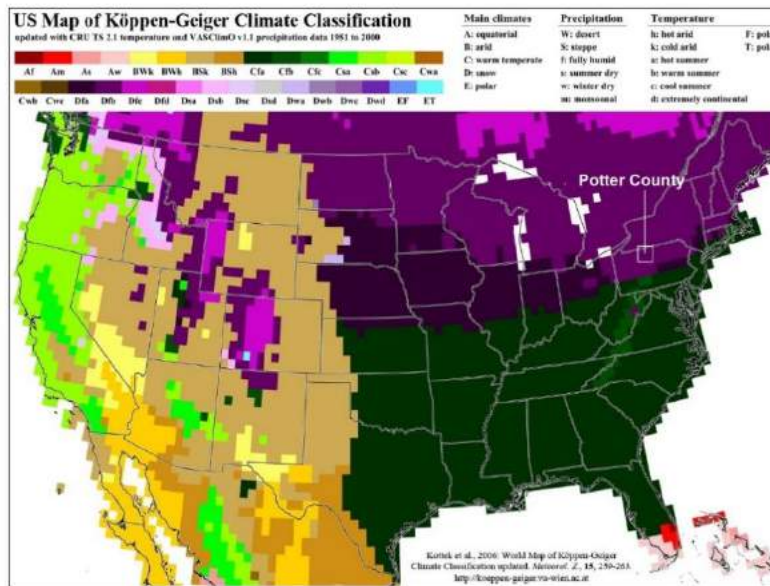 US Map of Köppen-Geiger Climate Classification
updated with CRU TS 2.1 temperature and VASClimO v1.1 precipitation data 1951 to 2000
Af Am As Aw BWk BWh BSk BSh Cfa Cfb Cfc Csa Csb Csc Cwa
Cwb Cwc Dfa Dfb Dfc Dfd Dsa Dsb Dsc Dsd Dwa Dwb Dwc Dwd EF ET
Main climates
A: equatorial
B: arid
C: warm temperate
D: snow
E: polar
Precipitation
W: desert
S: steppe
f: fully humid
s: summer dry
w: winter dry
m: monsoonal
Temperature
h: hot arid
k: cold arid
a: hot summer
b: warm summer
c: cool summer
d: extremely continental
F: pol
T: pol
Potter County
Kottek et al., 2006: World Map of Köppen-Geiger
Climate Classification updated. Meteorol. Z., 15, 259-263.
http://koeppen-geiger.vu-wien.ac.at